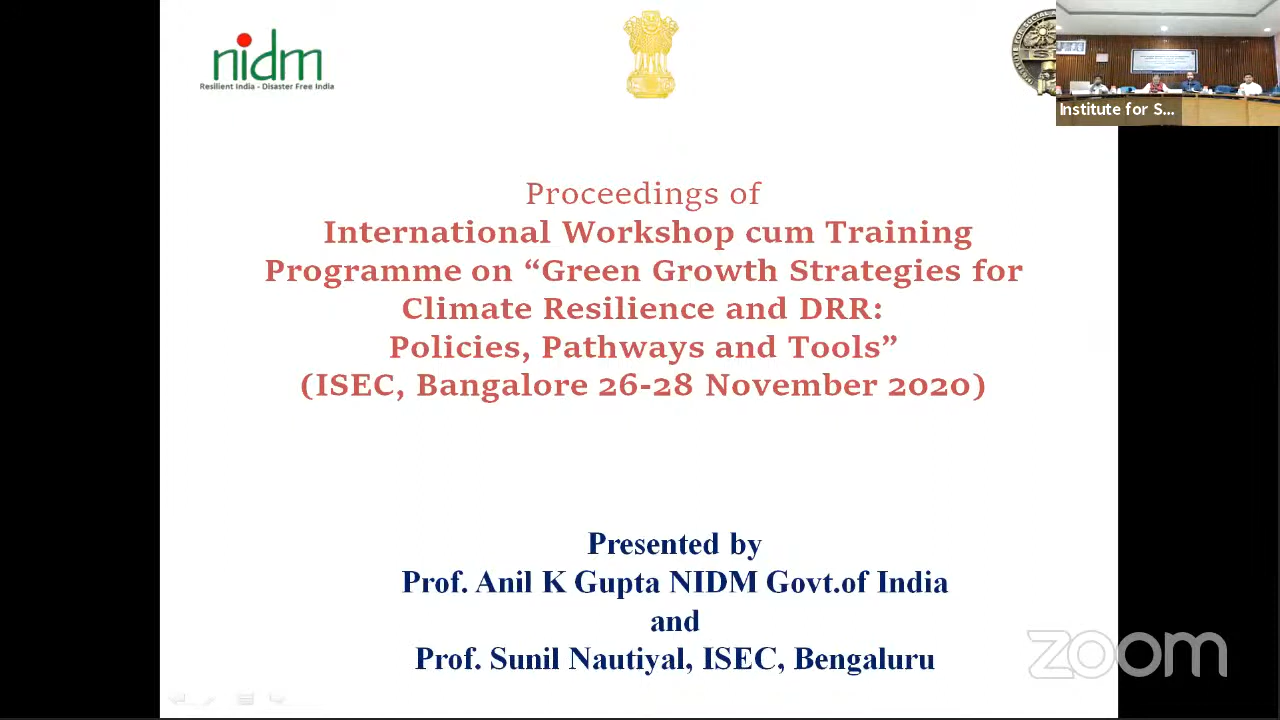 nidm
Resilient India - Disaster Free India
Institute for S...
Proceedings of
International Workshop cum Training
Programme on “Green Growth Strategies for
Climate Resilience and DRR:
Policies, Pathways and Tools”
(ISEC, Bangalore 26-28 November 2020)
Presented by
Prof. Anil K Gupta NIDM Govt.of India
and
Prof. Sunil Nautiyal, ISEC, Bengaluru
zoom